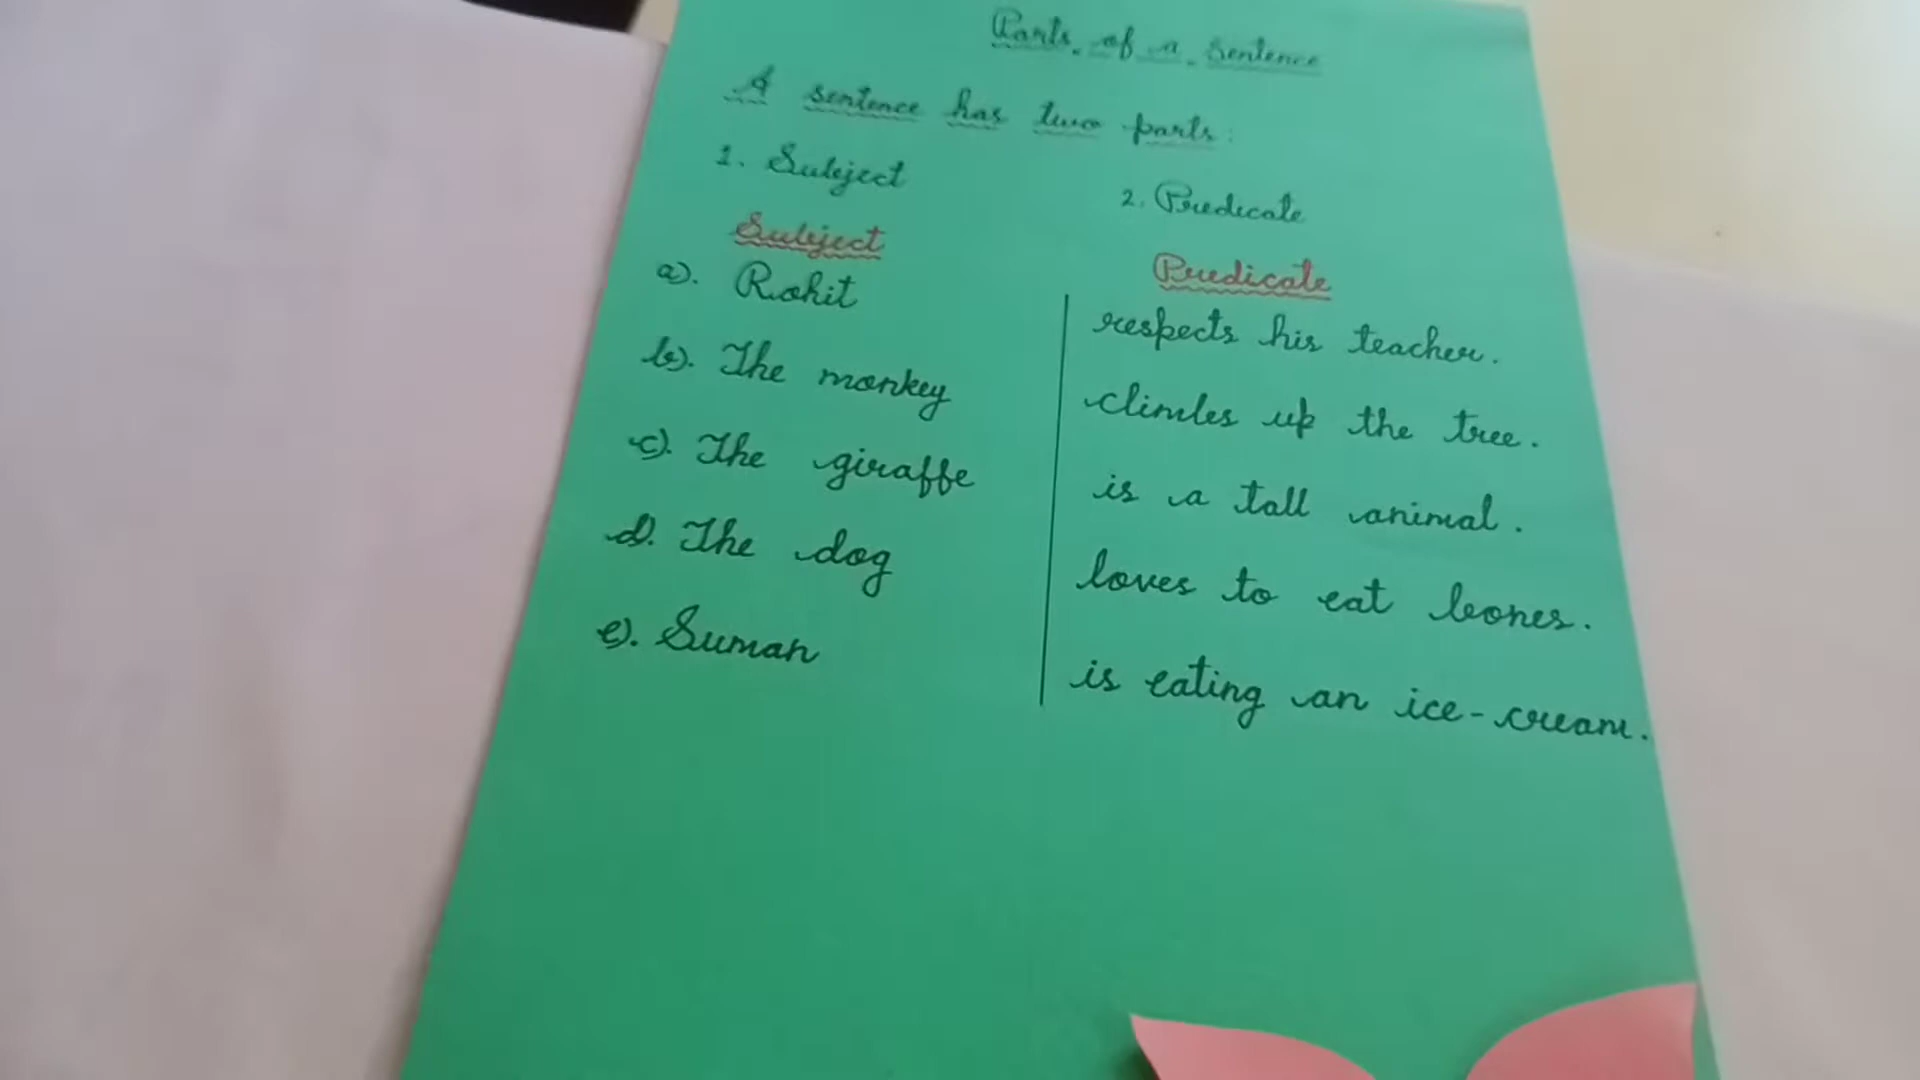 Parts of a Sentence
A sentence has two parts:
1. Subject 2. Predicate
Subject Predicate
a). Rohit respects his teacher.
b). The monkey climbs up the tree.
c). The giraffe is a tall animal.
d). The dog loves to eat bones.
e). Suman is eating an ice-cream.